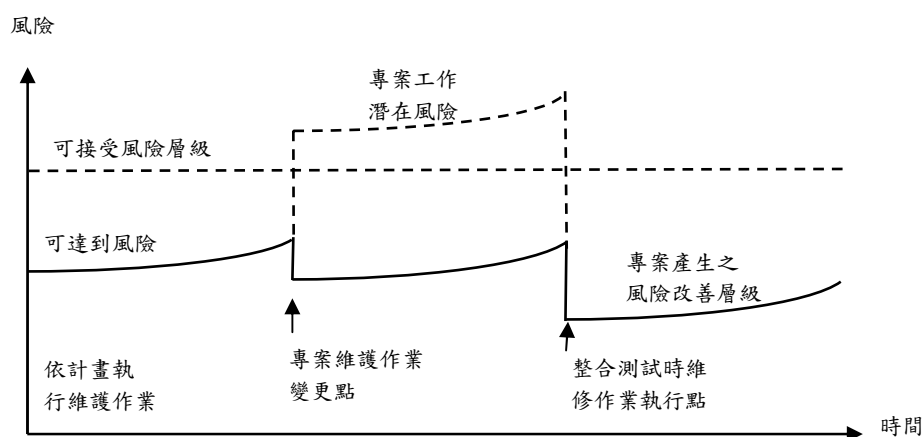 風險
專案工作
潛在風險
可接受風險層級
可達到風險
專案產生之
風險改善層級
依計畫執
行維護作業
專案維護作業
變更點
整合測試時維
修作業執行點
時間